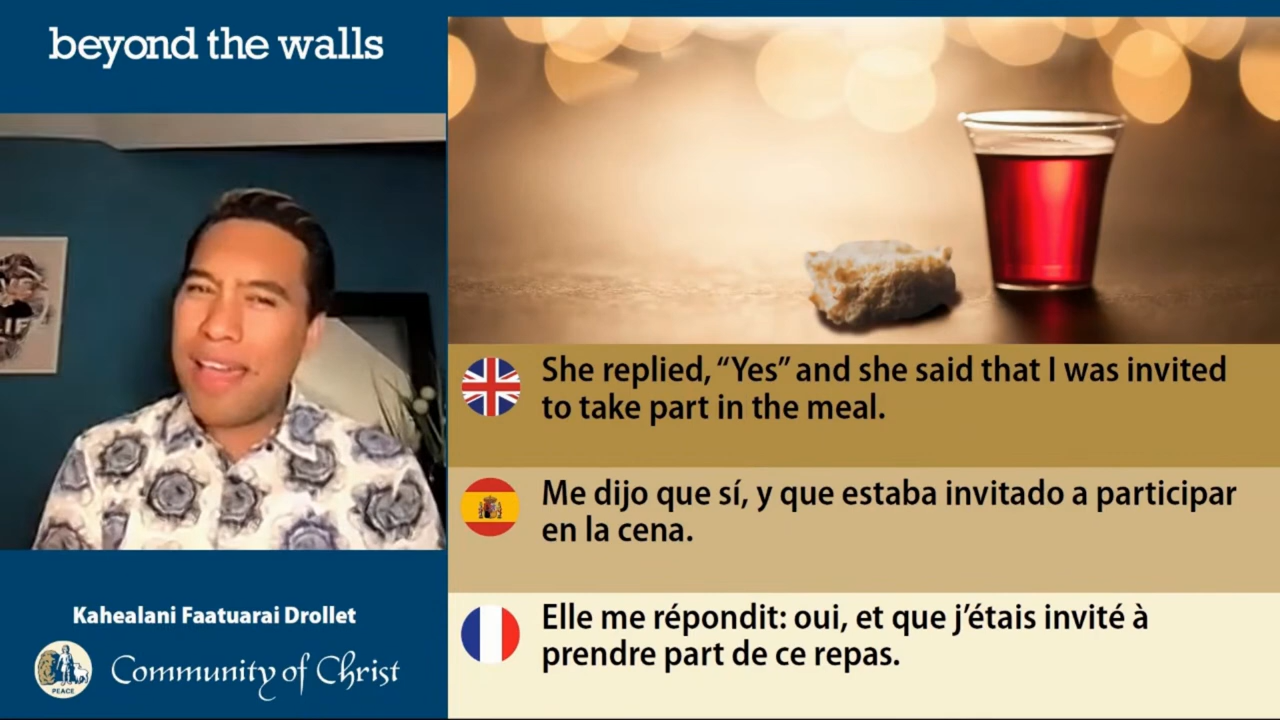 beyond the walls
She replied, “Yes” and she said that I was invited
to take part in the meal.
Me dijo que sí, y que estaba invitado a participar
en la cena.
Elle me répondit: oui, et que j’étais invité à
prendre part de ce repas.
Kahealani Faatuarai Drollet
PEACE
Community of Christ